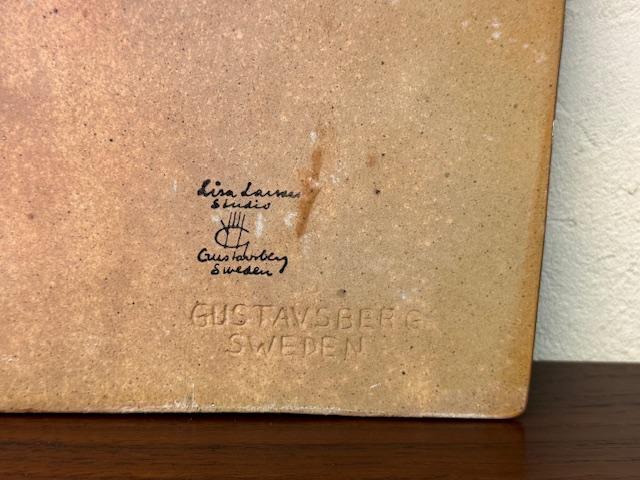 Lisa Larson
Studio
Gustavsberg
Sweden
GUSTAVSBERG
SWEDEN